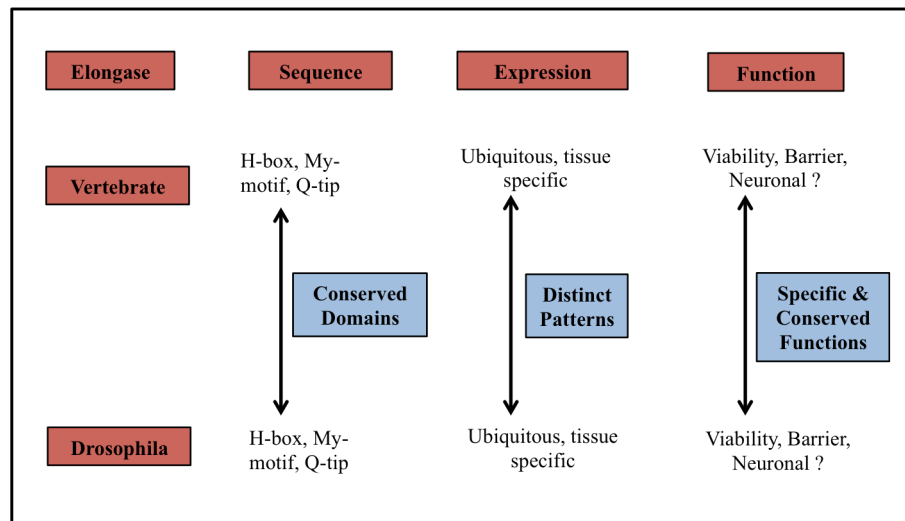 Elongase
Sequence
Expression
Function
Vertebrate
H-box, My-
motif, Q-tip
Ubiquitous, tissue
specific
Viability, Barrier,
Neuronal ?
Conserved
Domains
Distinct
Patterns
Specific &
Conserved
Functions
Drosophila
H-box, My-
motif, Q-tip
Ubiquitous, tissue
specific
Viability, Barrier,
Neuronal ?